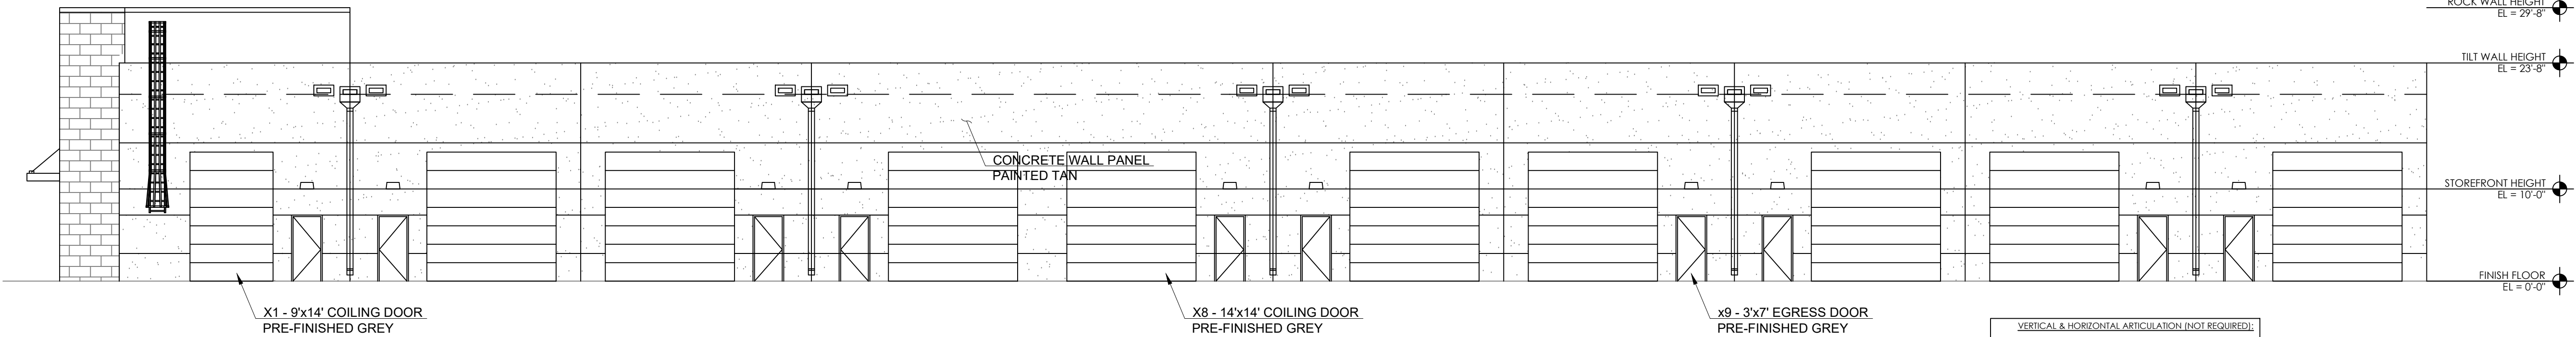 ROCK WALL HEIGHT
EL = 29'-8"
TILT WALL HEIGHT
EL = 23'-8"
CONCRETE WALL PANEL
PAINTED TAN
STOREFRONT HEIGHT
EL = 10'-0"
FINISH FLOOR
EL = 0'-0"
X1 - 9'x14' COILING DOOR
PRE-FINISHED GREY
X8 - 14'x14' COILING DOOR
PRE-FINISHED GREY
x9 - 3'x7' EGRESS DOOR
PRE-FINISHED GREY
VERTICAL & HORIZONTAL ARTICULATION (NOT REQUIRED):